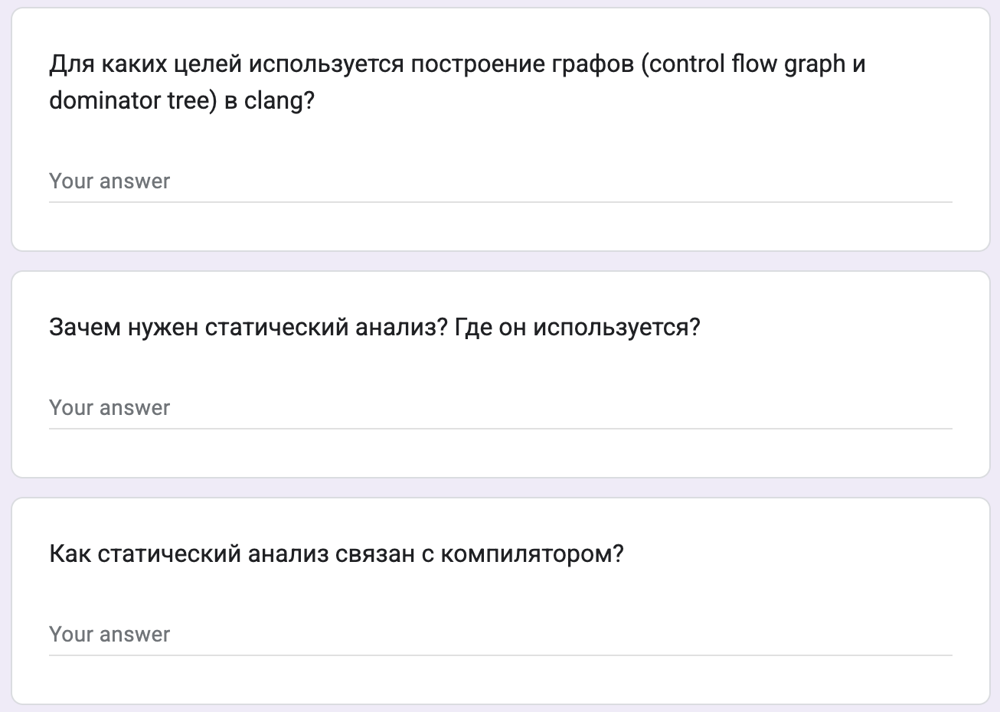 Для каких целей используется построение графов (control flow graph и
dominator tree) в clang?
Your answer
Зачем нужен статический анализ? Где он используется?
Your answer
Как статический анализ связан с компилятором?
Your answer